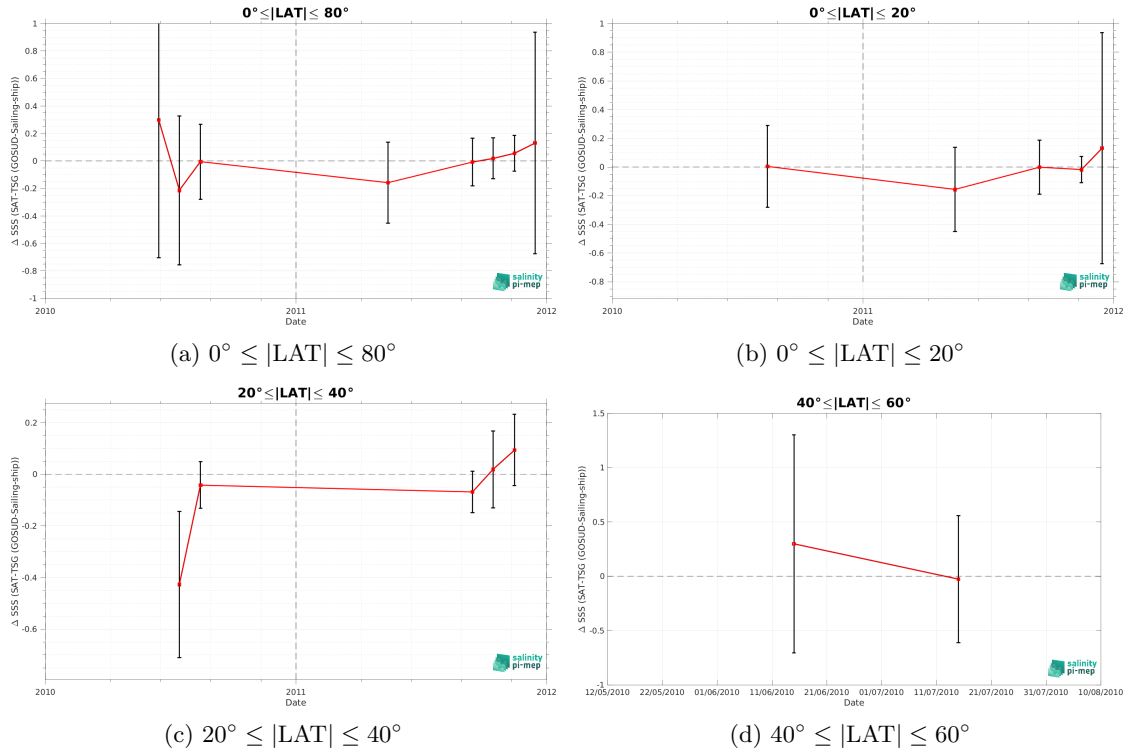 0°≤|LAT|≤ 80°
1
0.8
0.6
0.4
0.2
0
-0.2
-0.4
-0.6
-0.8
-1
Δ SSS (SAT-TSG (GOSUD-Sailing-ship))
2010
2011
2012
Date
salinity
pi-mep
(a) 0° ≤ |LAT| ≤ 80°
0°≤|LAT|≤ 20°
1
0.8
0.6
0.4
0.2
0
-0.2
-0.4
-0.6
-0.8
Δ SSS (SAT-TSG (GOSUD-Sailing-ship))
2010
2011
2012
Date
salinity
pi-mep
(b) 0° ≤ |LAT| ≤ 20°
20°≤|LAT|≤ 40°
0.2
0
-0.2
-0.4
-0.6
Δ SSS (SAT-TSG (GOSUD-Sailing-ship))
2010
2011
2012
Date
salinity
pi-mep
(c) 20° ≤ |LAT| ≤ 40°
40°≤|LAT|≤ 60°
1.5
1
0.5
0
-0.5
-1
Δ SSS (SAT-TSG (GOSUD-Sailing-ship))
12/05/2010 22/05/2010 01/06/2010 11/06/2010 21/06/2010 01/07/2010 11/07/2010 21/07/2010 31/07/2010 10/08/2010
Date
salinity
pi-mep
(d) 40° ≤ |LAT| ≤ 60°